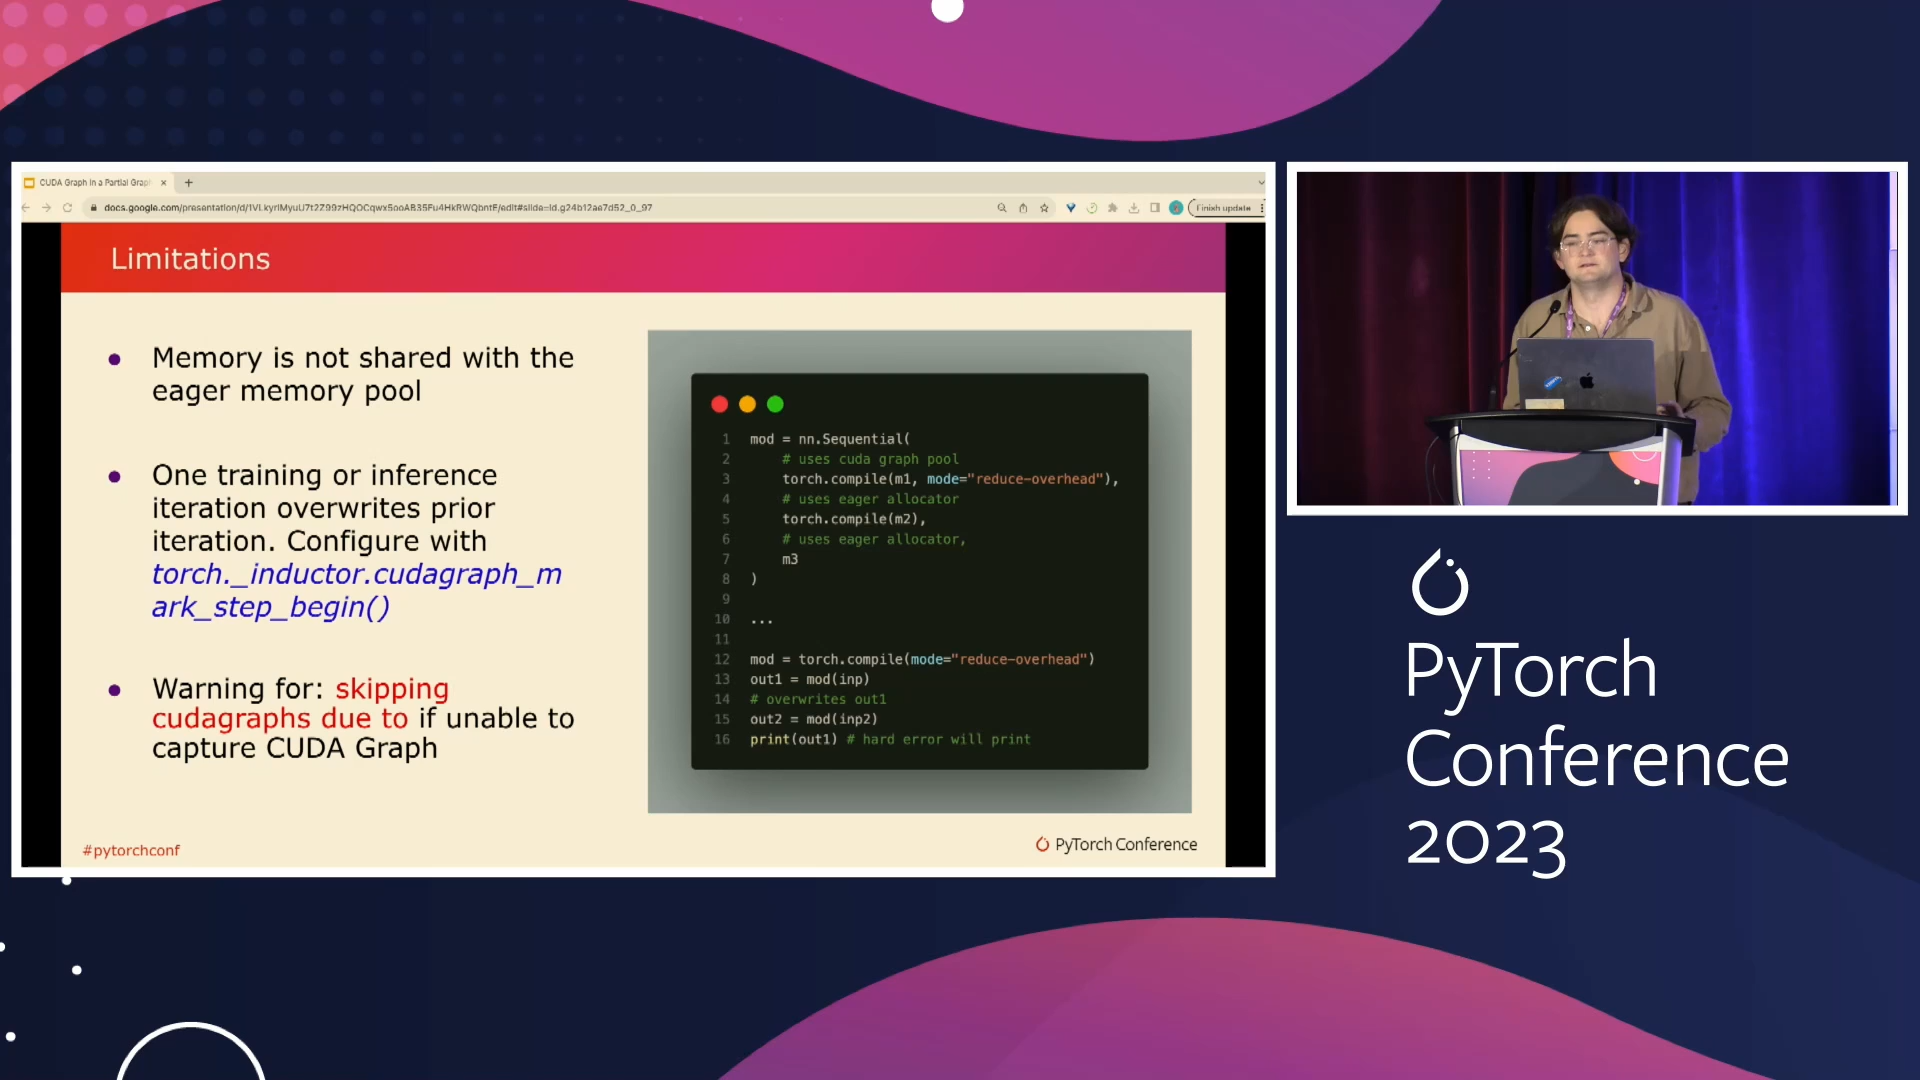 CUDA Graph in a Partial Grap
Finish update
Limitations
Memory is not shared with the
eager memory pool
One training or inference
iteration overwrites prior
iteration. Configure with
torch._inductor.cudagraph_m
ark_step_begin()
Warning for: skipping
cudagraphs due to if unable to
capture CUDA Graph
1 mod = nn.Sequential(
2 # uses cuda graph pool
3 torch.compile(m1, mode="reduce-overhead"),
4 # uses eager allocator
5 torch.compile(m2),
6 # uses eager allocator,
7 m3
8 )
9
10 ...
11
12 mod = torch.compile(mode="reduce-overhead")
13 out1 = mod(inp)
14 # overwrites out1
15 out2 = mod(inp2)
16 print(out1) # hard error will print
#pytorchconf
PyTorch Conference
PyTorch
Conference
2023